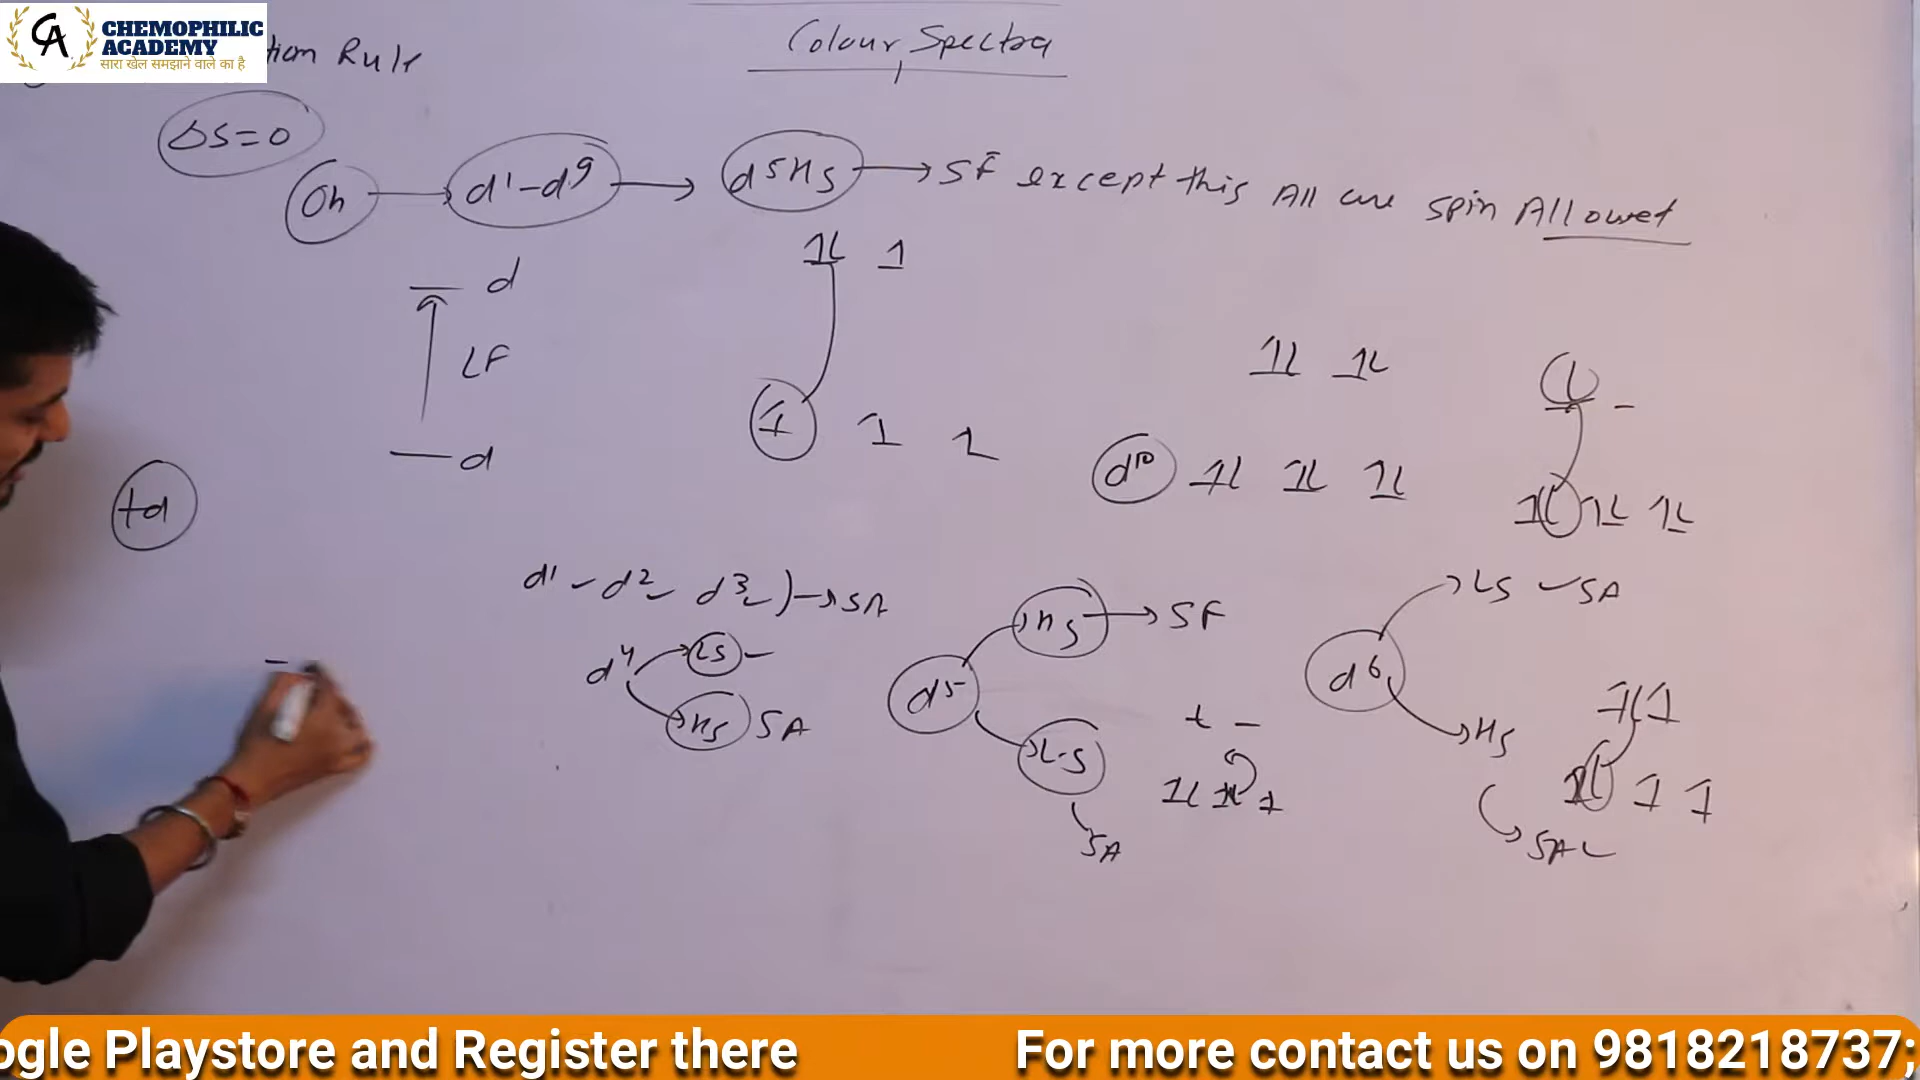 CHEMOPHILIC
ACADEMY
सारा खेल समझाने वाले का है
CA
tion Rule
Colour Spectra
ΔS=0
Oh → d¹-d⁹ → d⁵Hs → SF except this All are spin Allowed
d
LF
d
d¹⁰
td
d¹ - d² - d³ → SA
d⁴
LS
Hs SA
d⁵
Hs → SF
L.S
SA
d⁶
LS - SA
Hs
SA
ogle Playstore and Register there
For more contact us on 9818218737;